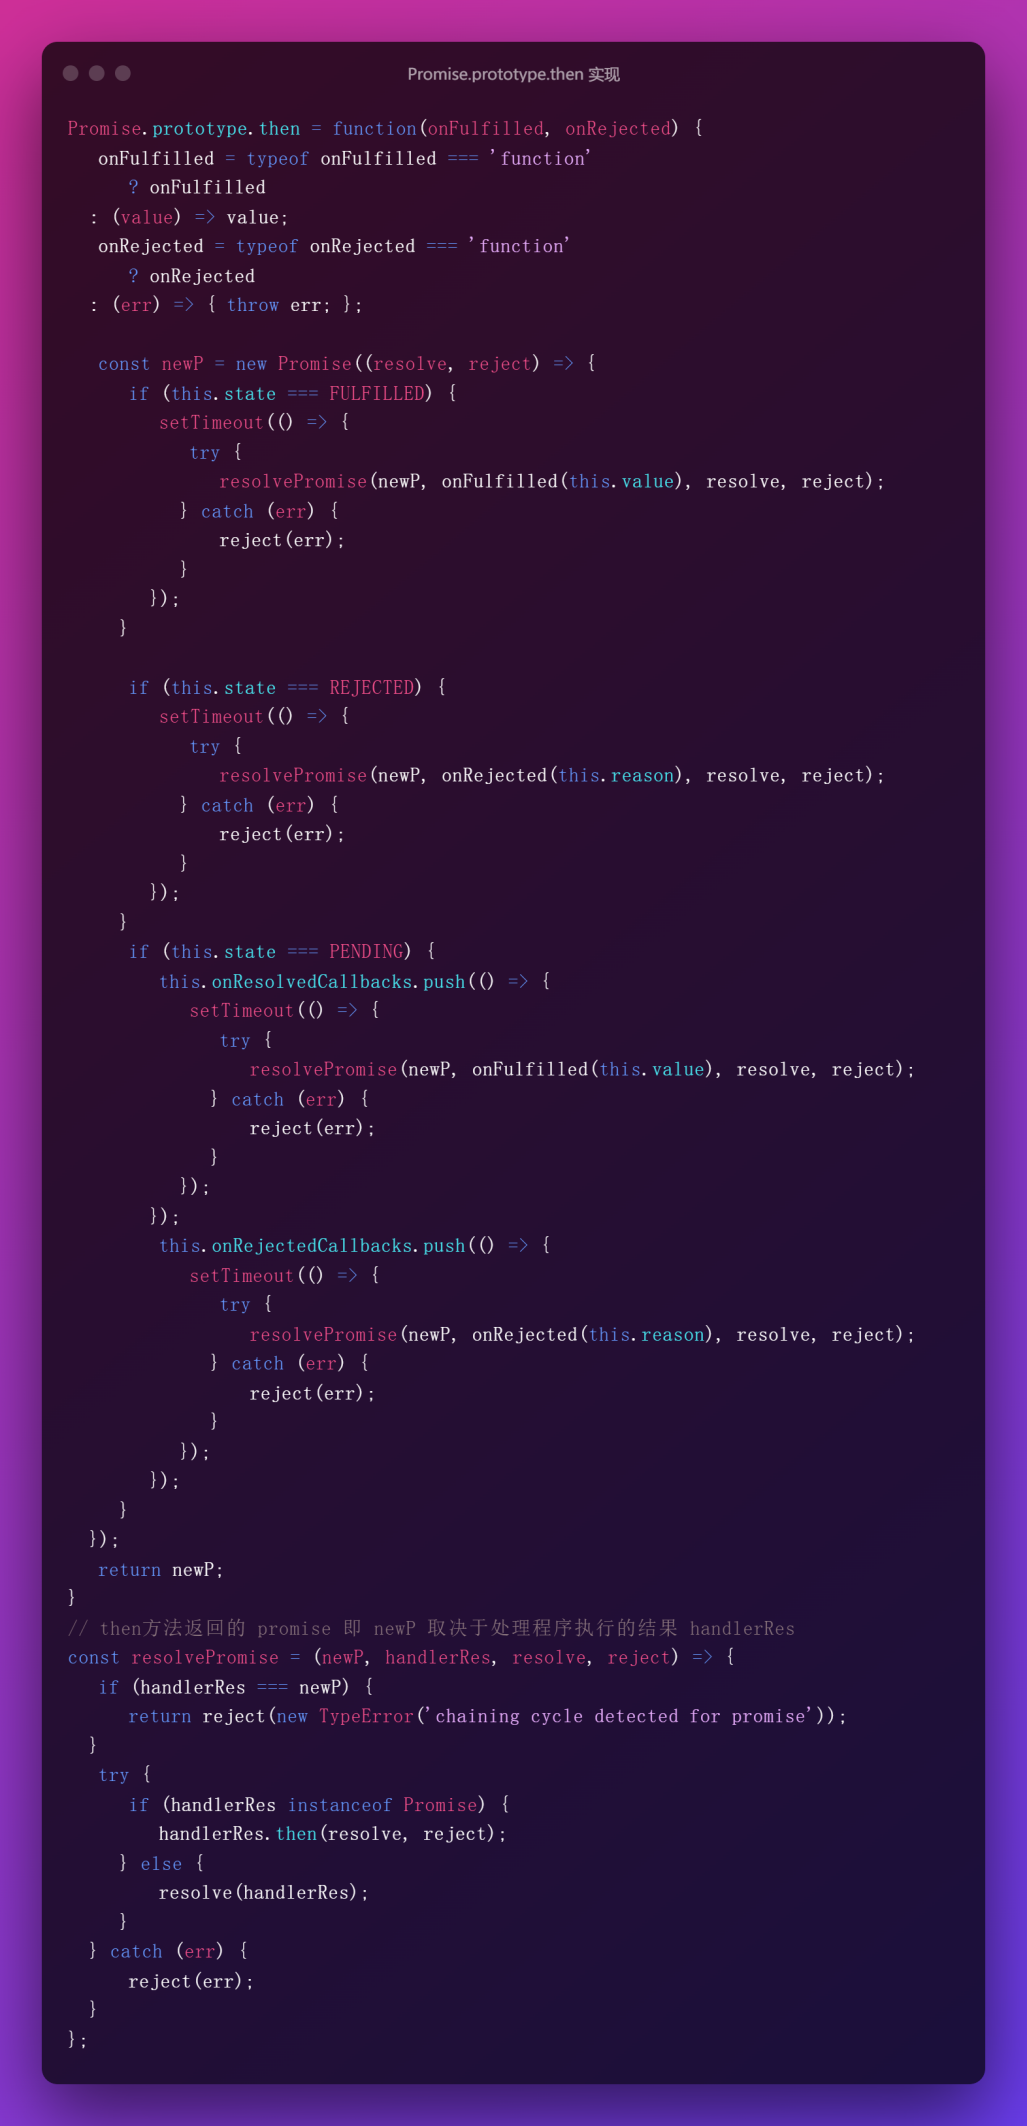 Promise.prototype.then 实现
Promise.prototype.then = function(onFulfilled, onRejected) {
   onFulfilled = typeof onFulfilled === 'function'
      ? onFulfilled
  : (value) => value;
   onRejected = typeof onRejected === 'function'
      ? onRejected
  : (err) => { throw err; };

   const newP = new Promise((resolve, reject) => {
      if (this.state === FULFILLED) {
         setTimeout(() => {
            try {
               resolvePromise(newP, onFulfilled(this.value), resolve, reject);
           } catch (err) {
               reject(err);
           }
        });
     }

      if (this.state === REJECTED) {
         setTimeout(() => {
            try {
               resolvePromise(newP, onRejected(this.reason), resolve, reject);
           } catch (err) {
               reject(err);
           }
        });
     }
      if (this.state === PENDING) {
         this.onResolvedCallbacks.push(() => {
            setTimeout(() => {
               try {
                  resolvePromise(newP, onFulfilled(this.value), resolve, reject);
              } catch (err) {
                  reject(err);
              }
           });
        });
         this.onRejectedCallbacks.push(() => {
            setTimeout(() => {
               try {
                  resolvePromise(newP, onRejected(this.reason), resolve, reject);
              } catch (err) {
                  reject(err);
              }
           });
        });
     }
  });
   return newP;
}
// then方法返回的 promise 即 newP 取决于处理程序执行的结果 handlerRes
const resolvePromise = (newP, handlerRes, resolve, reject) => {
   if (handlerRes === newP) {
      return reject(new TypeError('chaining cycle detected for promise'));
  }
   try {
      if (handlerRes instanceof Promise) {
         handlerRes.then(resolve, reject);
     } else {
         resolve(handlerRes);
     }
  } catch (err) {
      reject(err);
  }
};